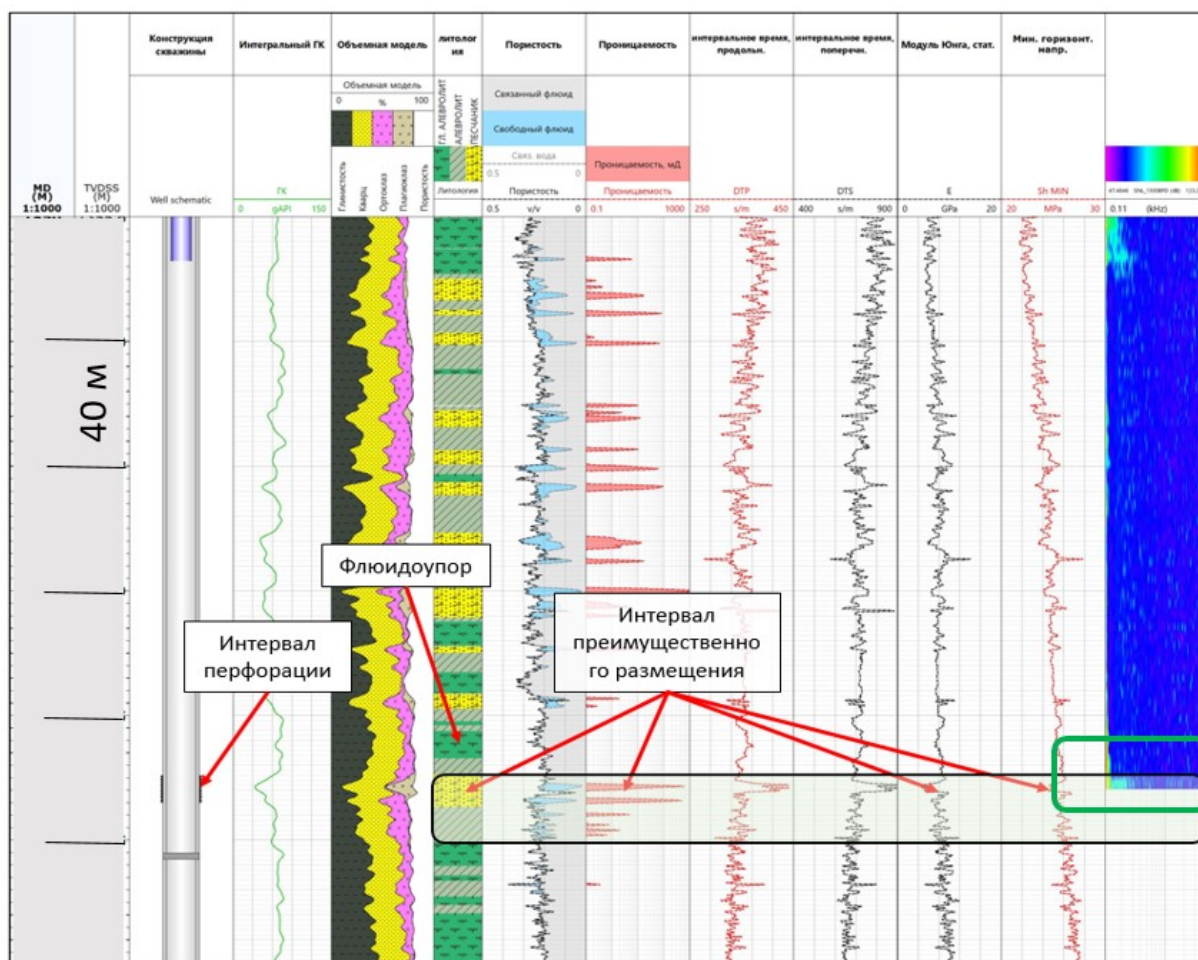 Конструкция
скважины
Интегральный ГК
Объемная модель
литолог
ия
Пористость
Проницаемость
интервальное время,
продольн.
интервальное время,
поперечн.
Модуль Юнга, стат.
Мин. горизонт.
напр.
Объемная модель
0 % 100
ГЛ. АЛЕВРОЛИТ
АЛЕВРОЛИТ
ПЕСЧАНИК
Связанный флюид
Свободный флюид
Связ. вода
0.5 0
Проницаемость, мД
MD
(M)
1:1000
TVDSS
(M)
1:1000
Well schematic
ГК
0 gAPI 150
Глинистость
Кварц
Ортоклаз
Плагиоклаз
Пористость
Литология
Пористость
0.5 v/v 0
Проницаемость
0.1 1000
DTP
250 s/m 450
DTS
400 s/m 900
E
0 GPa 20
Sh MIN
20 MPa 30
0.11 (kHz)
40 м
Флюидоупор
Интервал
перфорации
Интервал
преимущественно
го размещения